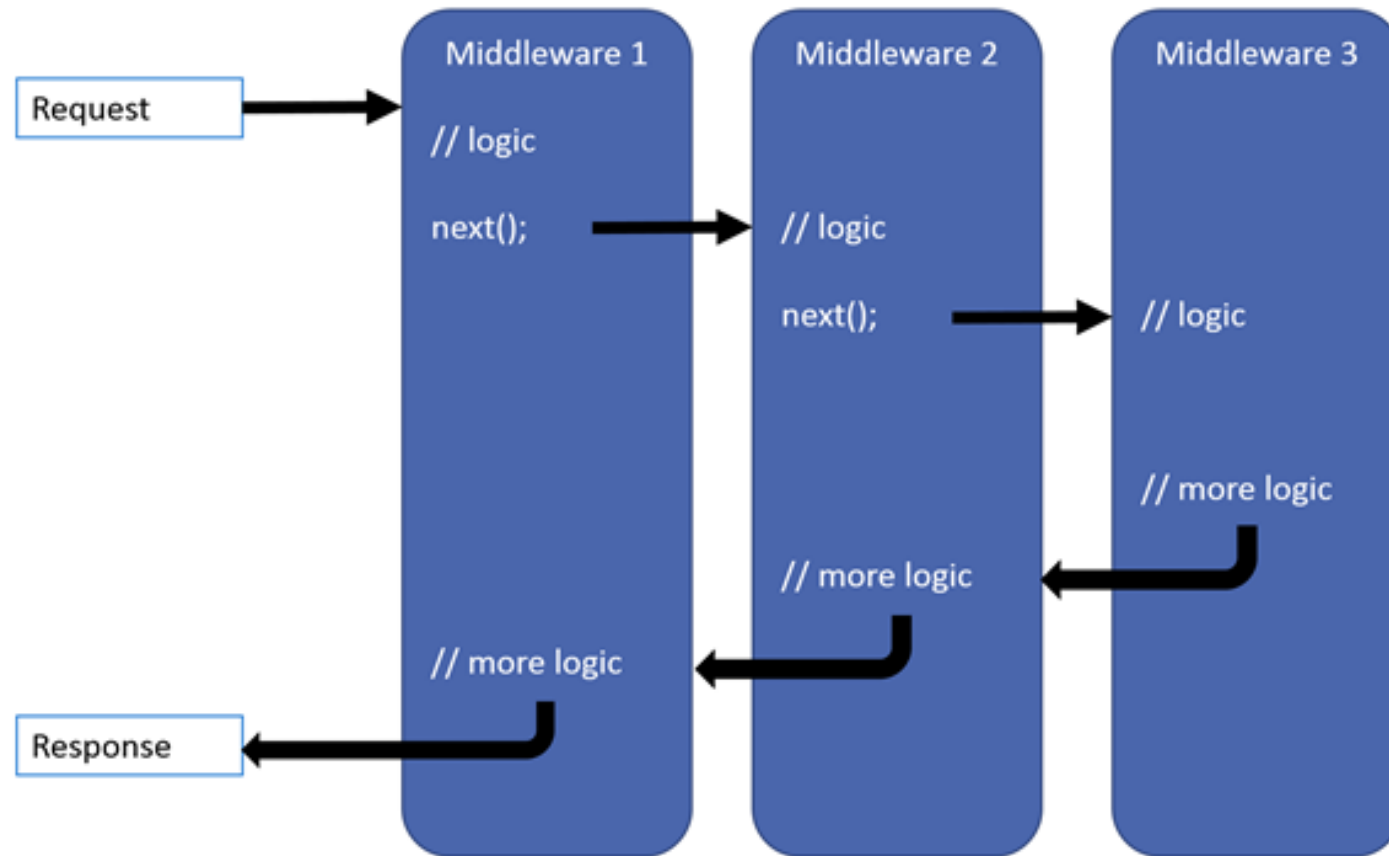 Middleware 1
Middleware 2
Middleware 3
Request
// logic
next();
// logic
next();
// logic
// more logic
// more logic
// more logic
Response